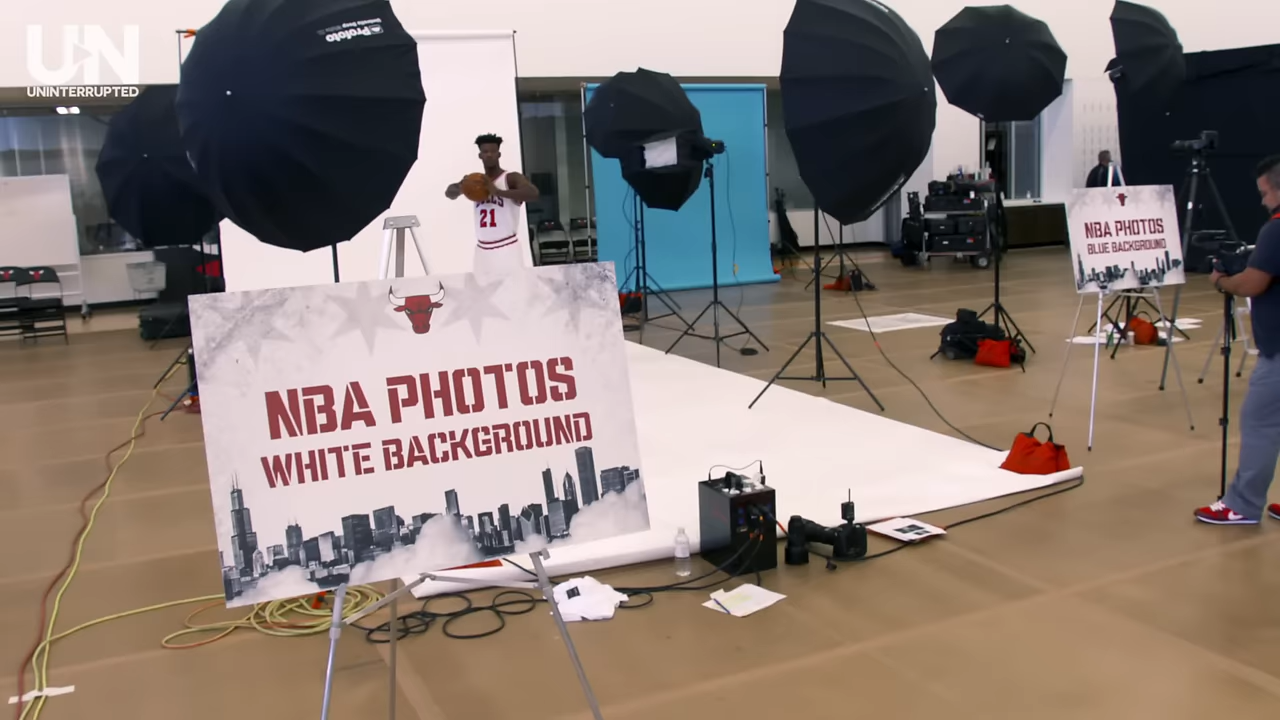 UN
UNINTERRUPTED
Profoto
BULLS
21
NBA PHOTOS
WHITE BACKGROUND
NBA PHOTOS
BLUE BACKGROUND